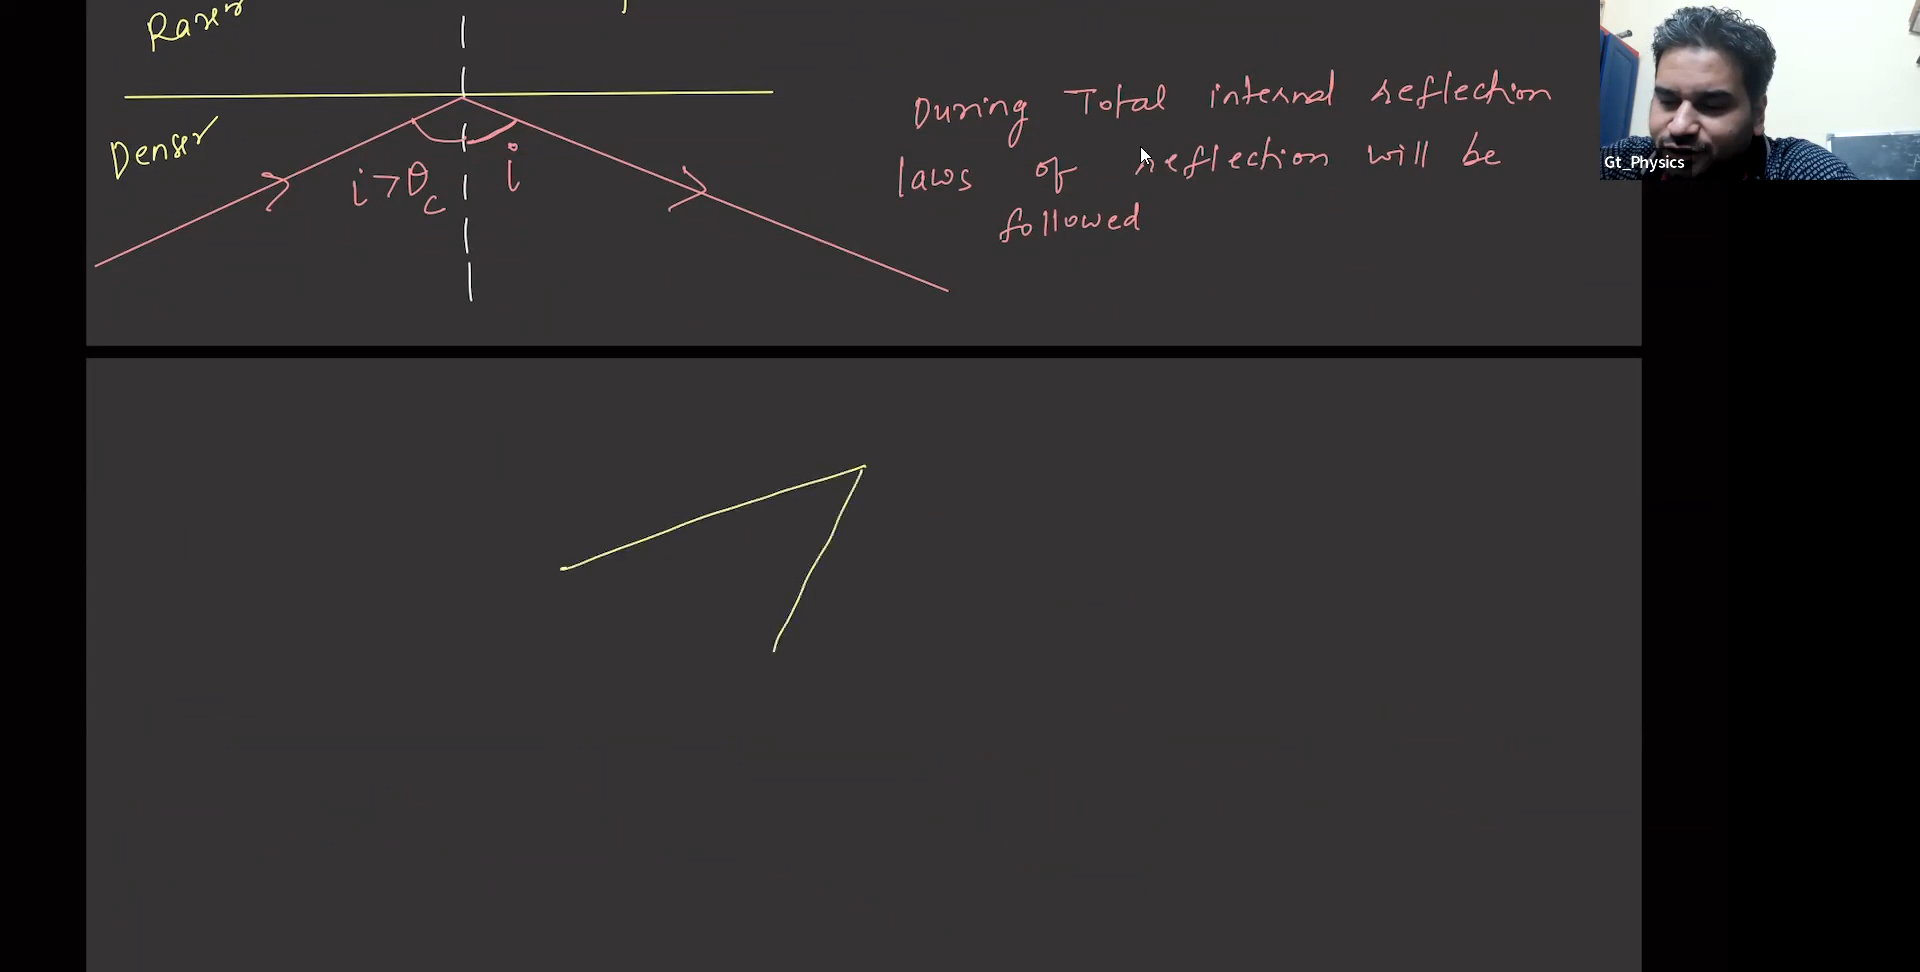 Rarer
During Total internal reflection
Denser
laws of reflection will be
i > θc i
followed
Gt_Physics